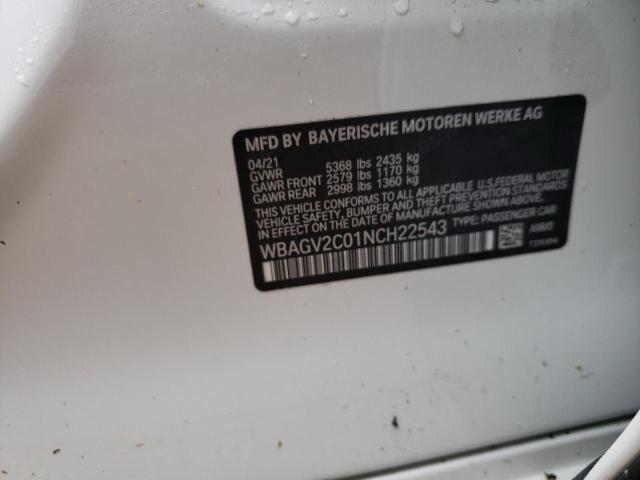 MFD BY BAYERISCHE MOTOREN WERKE AG
04/21
GVWR 5368 lbs 2435 kg
GAWR FRONT 2579 lbs 1170 kg
GAWR REAR 2998 lbs 1360 kg
THIS VEHICLE CONFORMS TO ALL APPLICABLE U.S. FEDERAL MOTOR
VEHICLE SAFETY, BUMPER AND THEFT PREVENTION STANDARDS
IN EFFECT ON THE DATE OF MANUFACTURE SHOWN ABOVE.
WBAGV2C01NCH22543 TYPE: PASSENGER CAR